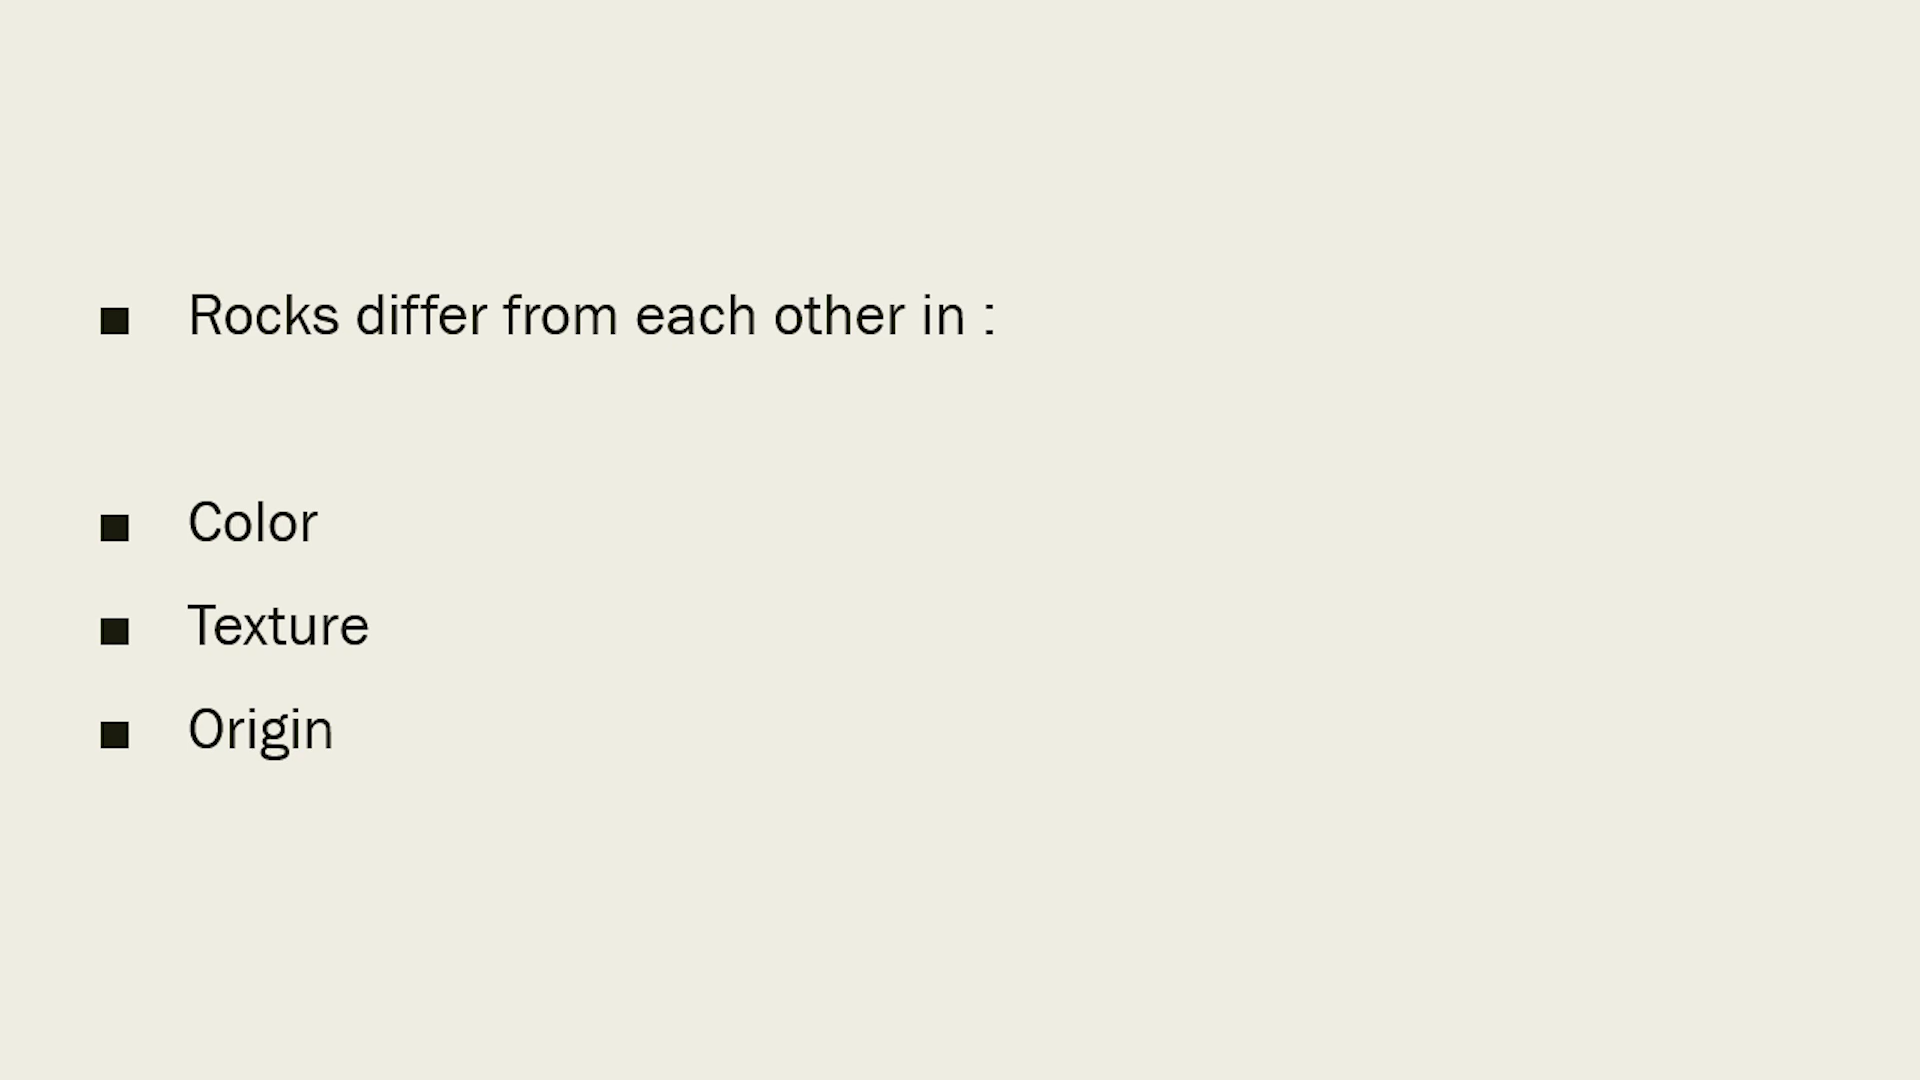 ■ Rocks differ from each other in :
■ Color
■ Texture
■ Origin